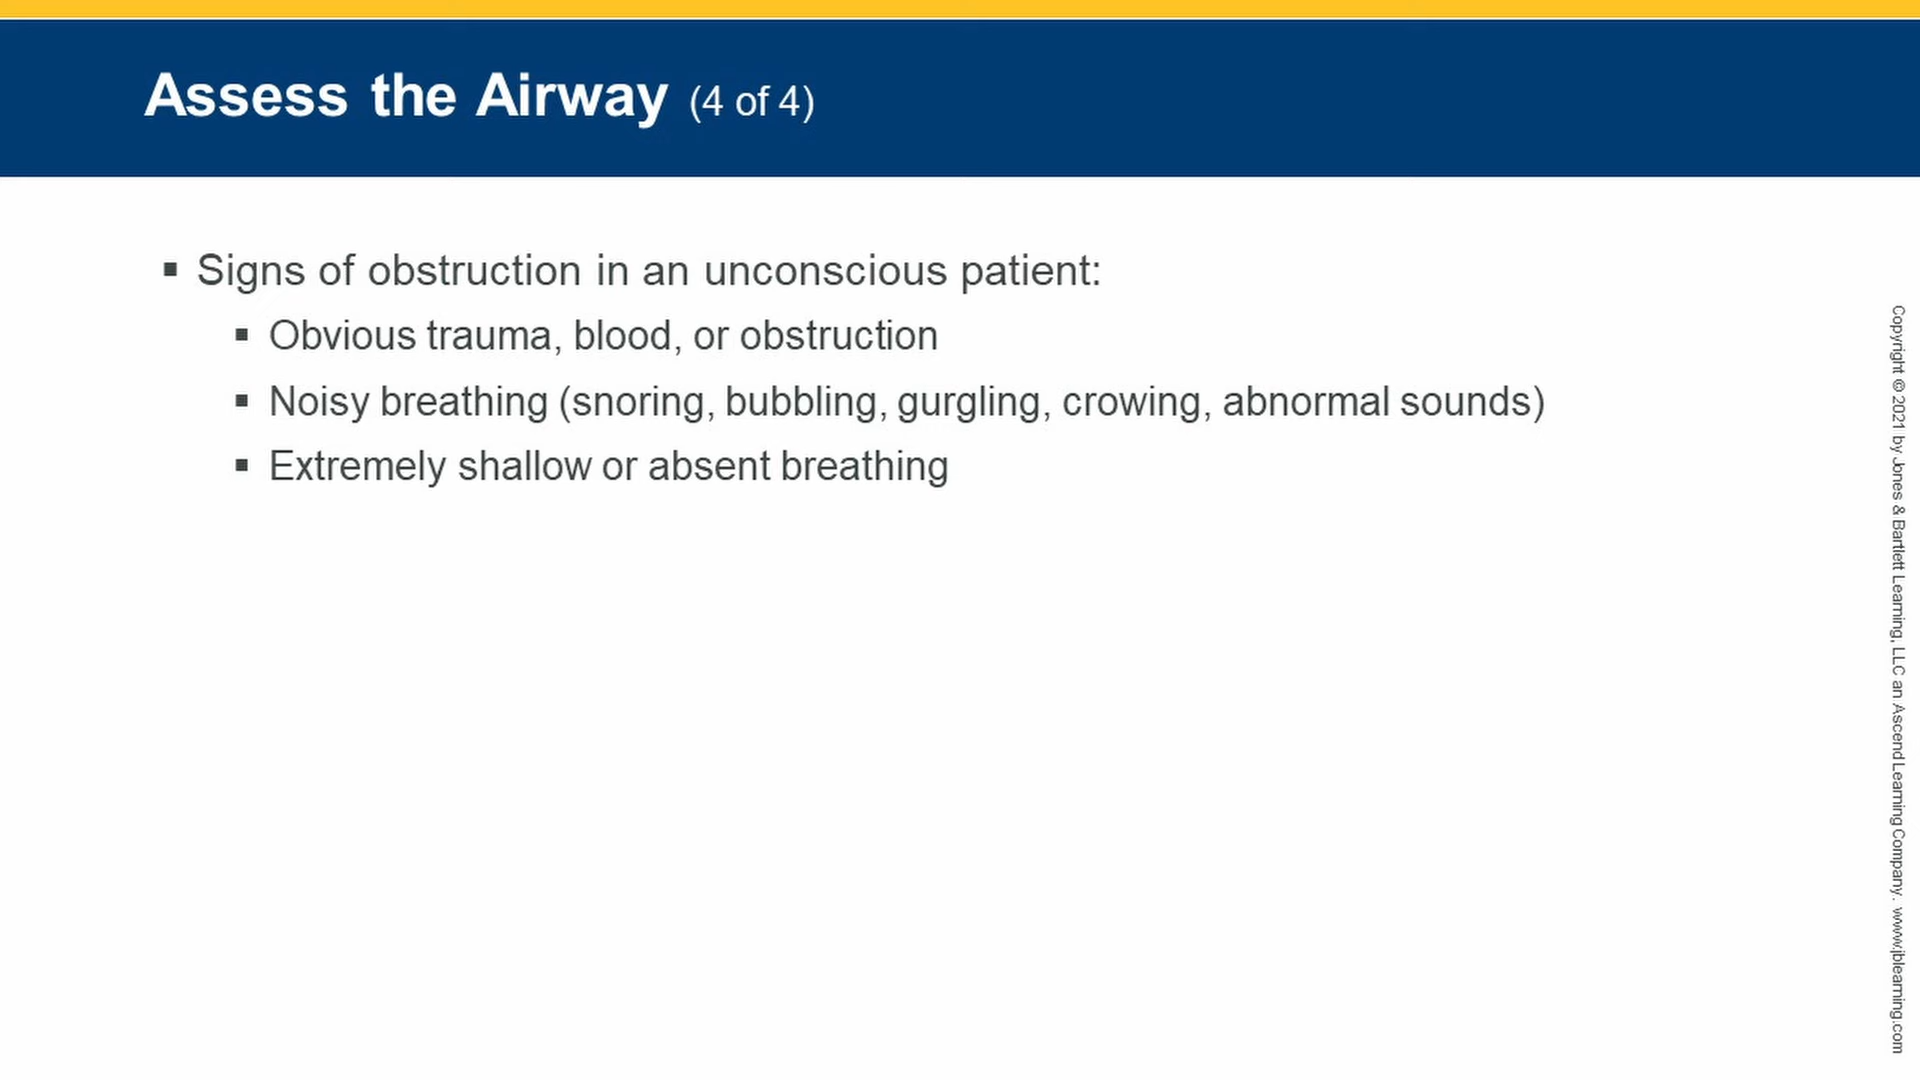 Assess the Airway (4 of 4)
▪ Signs of obstruction in an unconscious patient:
▪ Obvious trauma, blood, or obstruction
▪ Noisy breathing (snoring, bubbling, gurgling, crowing, abnormal sounds)
▪ Extremely shallow or absent breathing
Copyright © 2021 by Jones & Bartlett Learning, LLC an Ascend Learning Company. www.jblearning.com